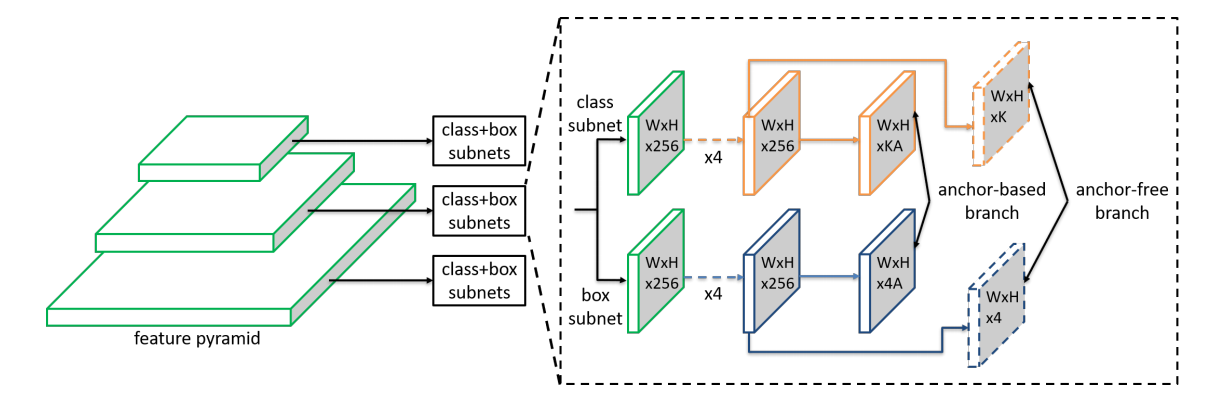 class+box
subnets
class+box
subnets
class+box
subnets
feature pyramid
class
subnet
WxH
x256
x4
WxH
x256
WxH
xKA
WxH
xK
anchor-based
branch
anchor-free
branch
box
subnet
WxH
x256
x4
WxH
x256
WxH
x4A
WxH
x4